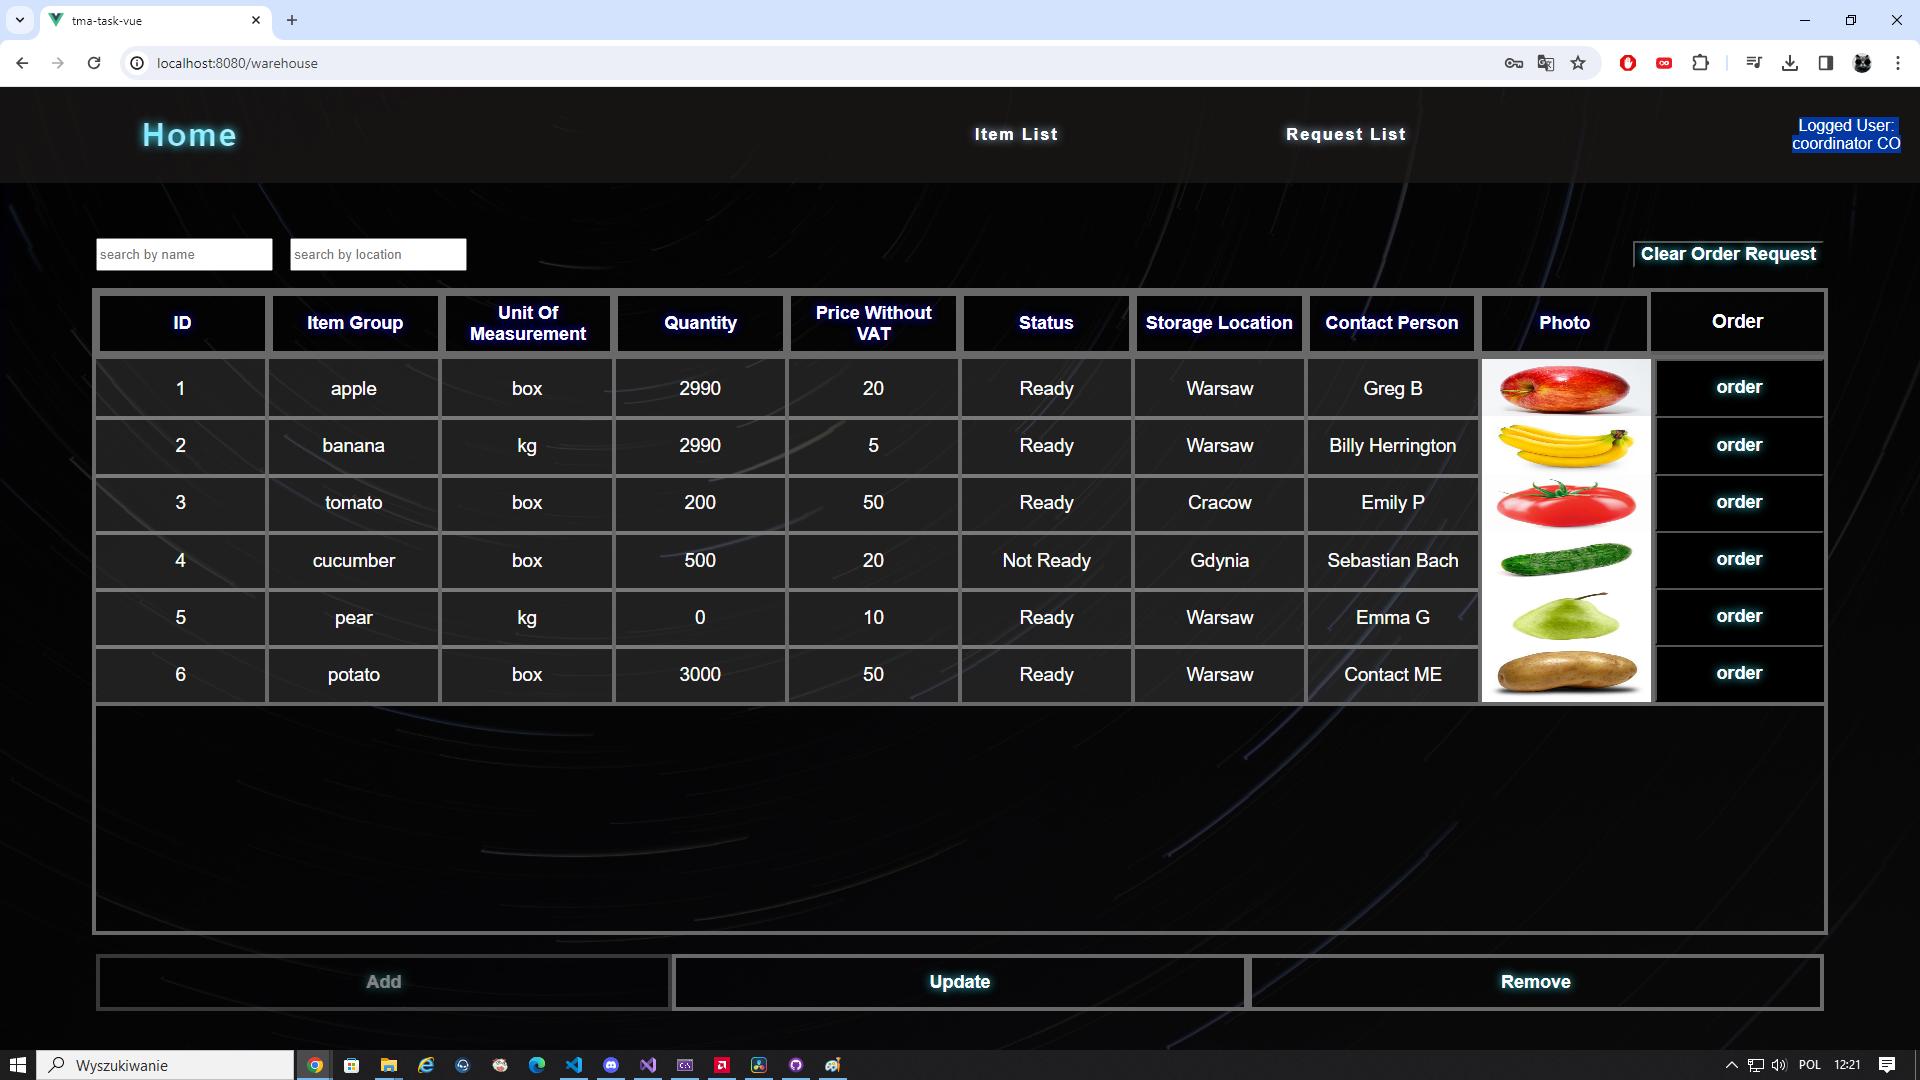 tma-task-vue
localhost:8080/warehouse
Home
Item List
Request List
Logged User:
coordinator CO
search by name
search by location
Clear Order Request
ID
Item Group
Unit Of
Measurement
Quantity
Price Without
VAT
Status
Storage Location
Contact Person
Photo
Order
1 apple box 2990 20 Ready Warsaw Greg B order
2 banana kg 2990 5 Ready Warsaw Billy Herrington order
3 tomato box 200 50 Ready Cracow Emily P order
4 cucumber box 500 20 Not Ready Gdynia Sebastian Bach order
5 pear kg 0 10 Ready Warsaw Emma G order
6 potato box 3000 50 Ready Warsaw Contact ME order
Add
Update
Remove
Wyszukiwanie
POL
12:21